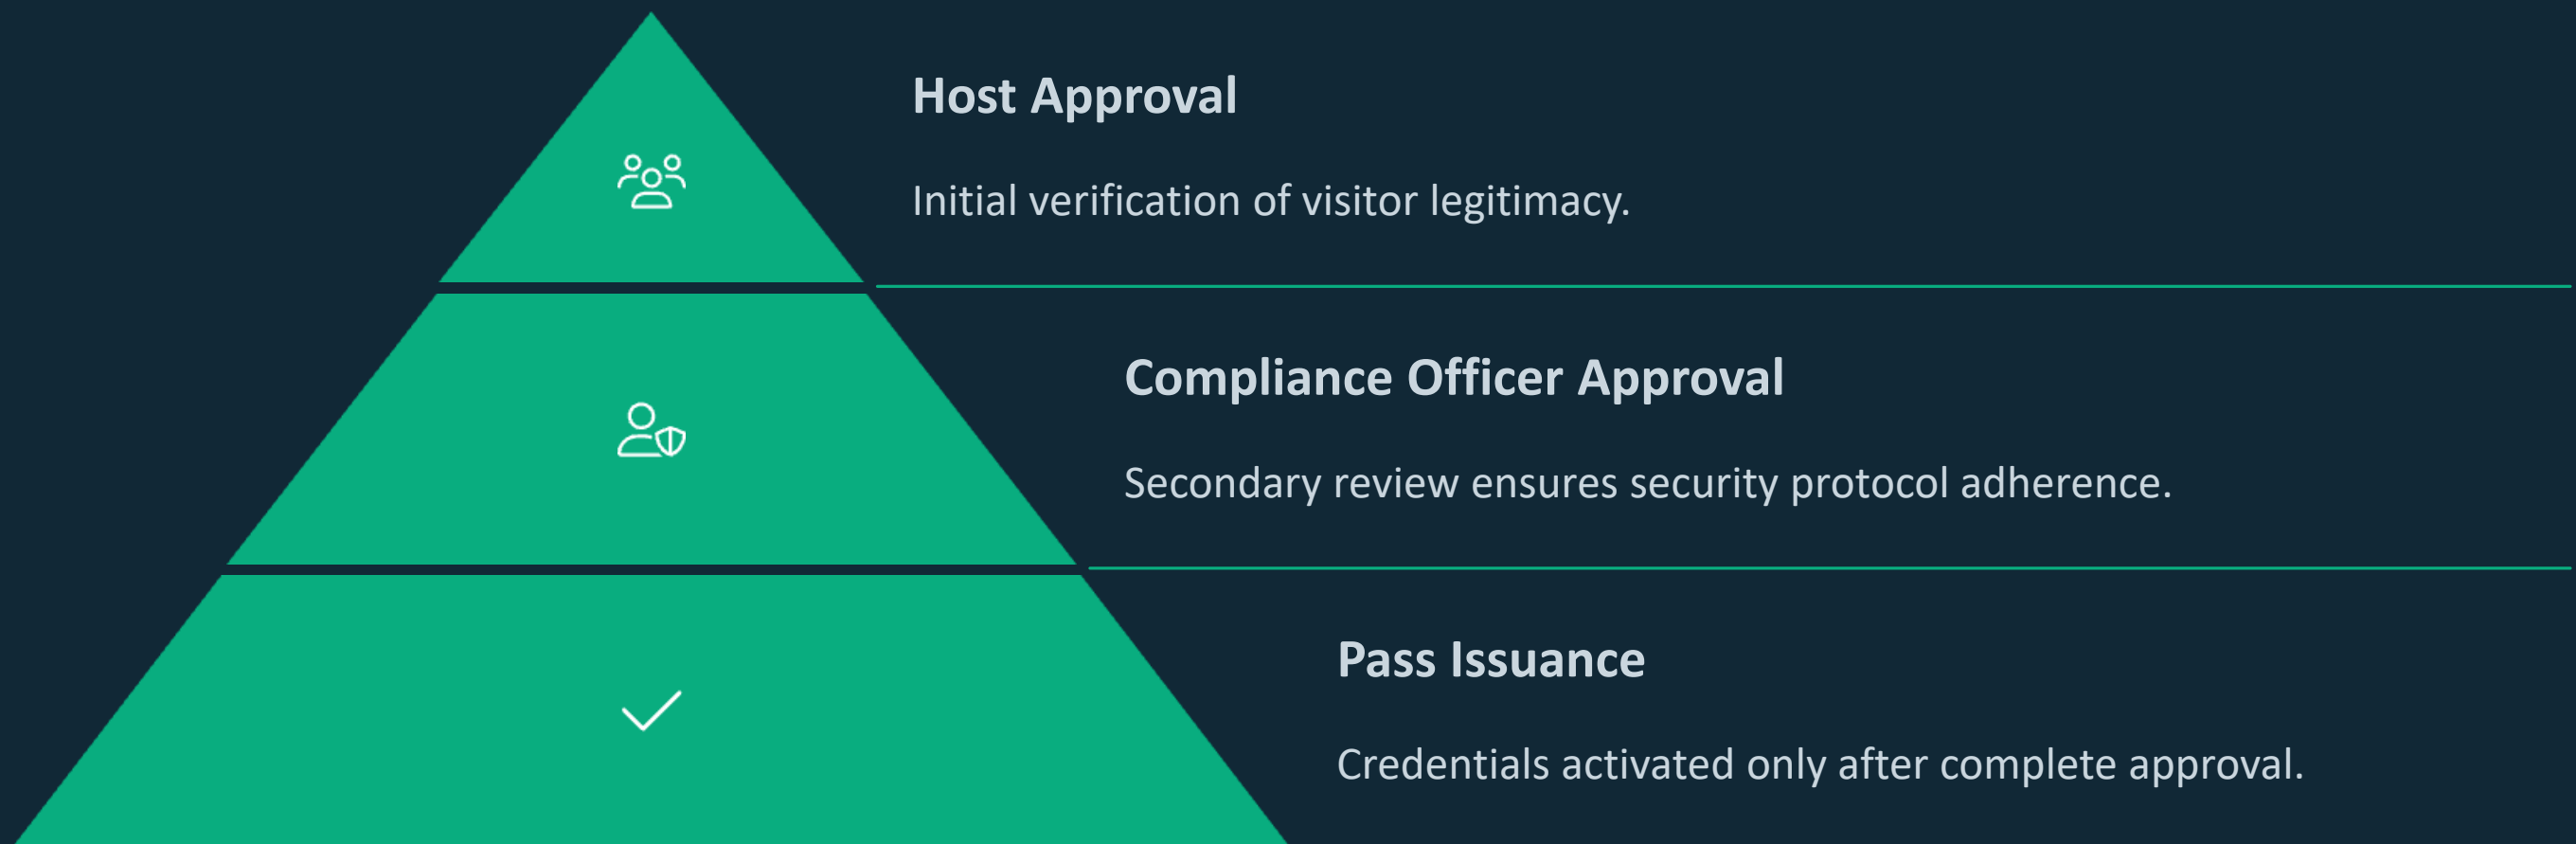 Host Approval
Initial verification of visitor legitimacy.
Compliance Officer Approval
Secondary review ensures security protocol adherence.
Pass Issuance
Credentials activated only after complete approval.